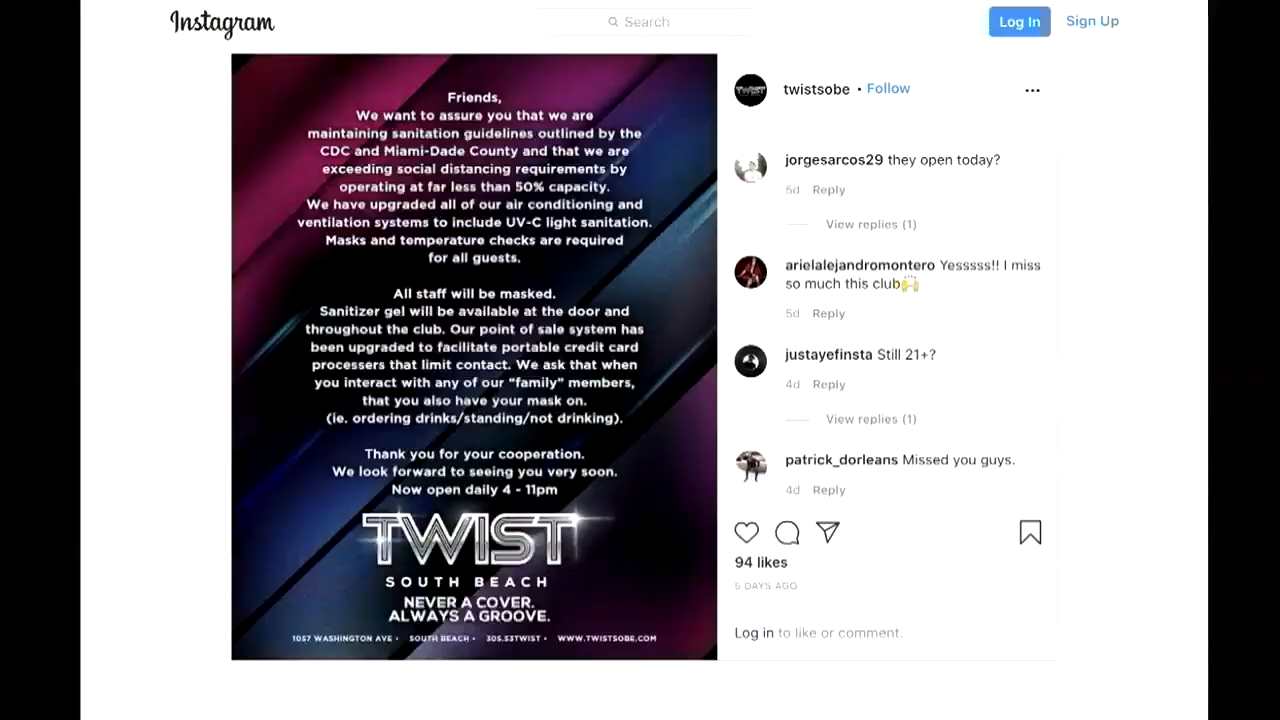 Instagram
Search
Log In
Sign Up
Friends,
We want to assure you that we are
maintaining sanitation guidelines outlined by the
CDC and Miami-Dade County and that we are
exceeding social distancing requirements by
operating at far less than 50% capacity.
We have upgraded all of our air conditioning and
ventilation systems to include UV-C light sanitation.
Masks and temperature checks are required
for all guests.
All staff will be masked.
Sanitizer gel will be available at the door and
throughout the club. Our point of sale system has
been upgraded to facilitate portable credit card
processers that limit contact. We ask that when
you interact with any of our “family” members,
that you also have your mask on.
(ie. ordering drinks/standing/not drinking).
Thank you for your cooperation.
We look forward to seeing you very soon.
Now open daily 4 - 11pm
TWIST
SOUTH BEACH
NEVER A COVER.
ALWAYS A GROOVE.
1057 WASHINGTON AVE • SOUTH BEACH • 305.53TWIST • WWW.TWISTSOBE.COM
TWIST
twistsobe • Follow
jorgesarcos29 they open today?
5d Reply
View replies (1)
arielalejandromontero Yesssss!! I miss
so much this club🙌
5d Reply
justayefinsta Still 21+?
4d Reply
View replies (1)
patrick_dorleans Missed you guys.
4d Reply
94 likes
5 DAYS AGO
Log in to like or comment.